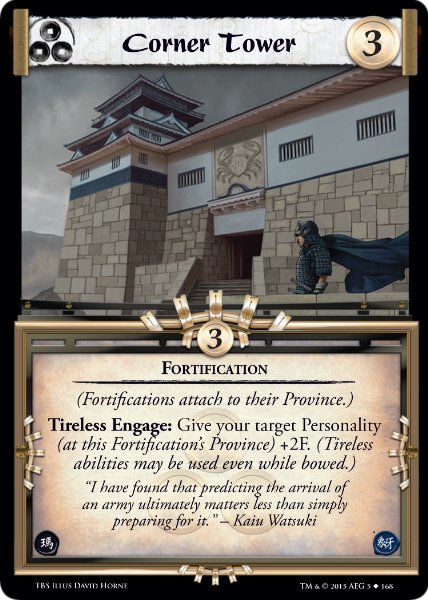 Corner Tower
3
3
Fortification
(Fortifications attach to their Province.)
Tireless Engage: Give your target Personality
(at this Fortification's Province) +2F. (Tireless
abilities may be used even while bowed.)
"I have found that predicting the arrival of
an army ultimately matters less than simply
preparing for it." – Kaiu Watsuki
瑪
象牙
TBS Illus David Horne
TM & © 2015 AEG 5 ◆ 168